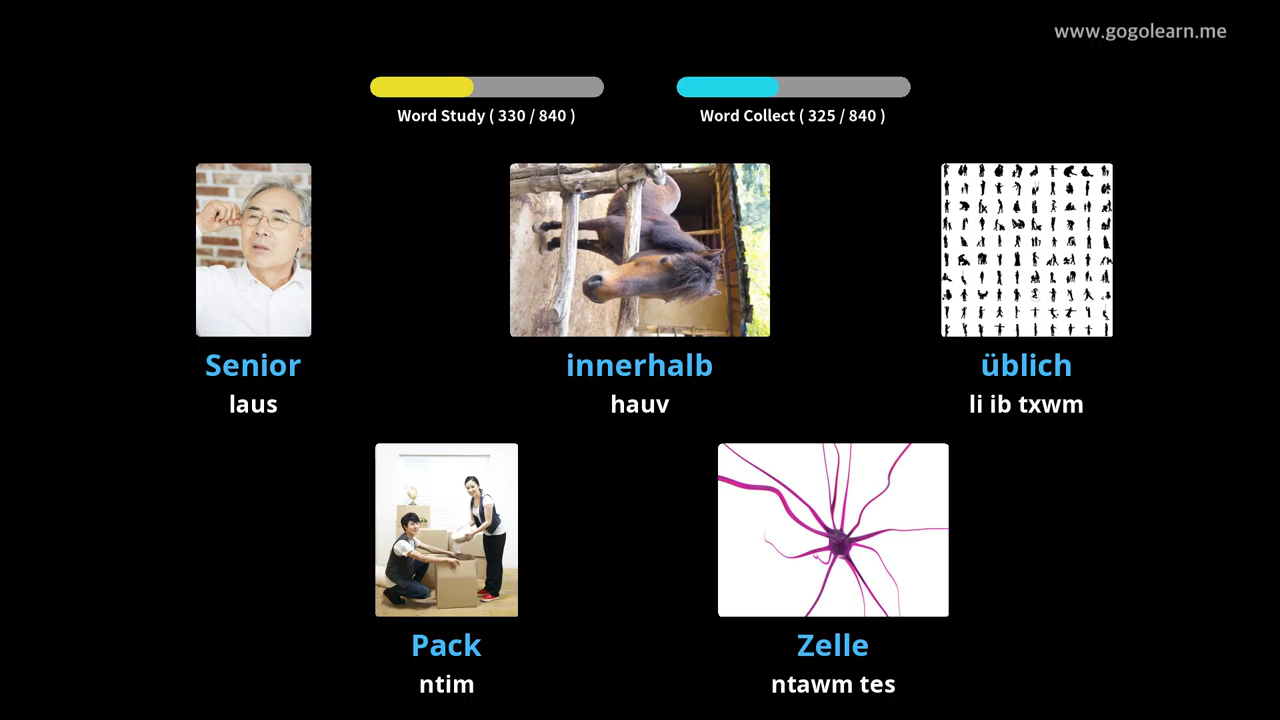 www.gogolearn.me
Word Study ( 330 / 840 )
Word Collect ( 325 / 840 )
Senior
laus
innerhalb
hauv
üblich
li ib txwm
Pack
ntim
Zelle
ntawm tes